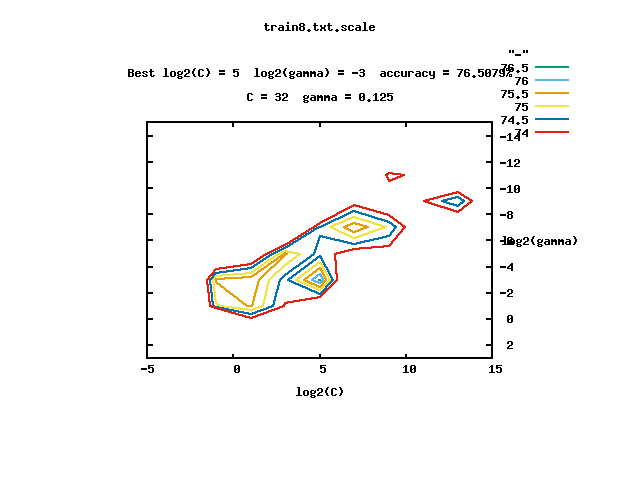 train8.txt.scale
"-"
Best log2(C) = 5  log2(gamma) = -3  accuracy = 76.5079%
76.5
76
C = 32  gamma = 0.125
75.5
75
74.5
74
-14
-12
-10
-8
-6
log2(gamma)
-4
-2
0
2
-5 0 5 10 15
log2(C)